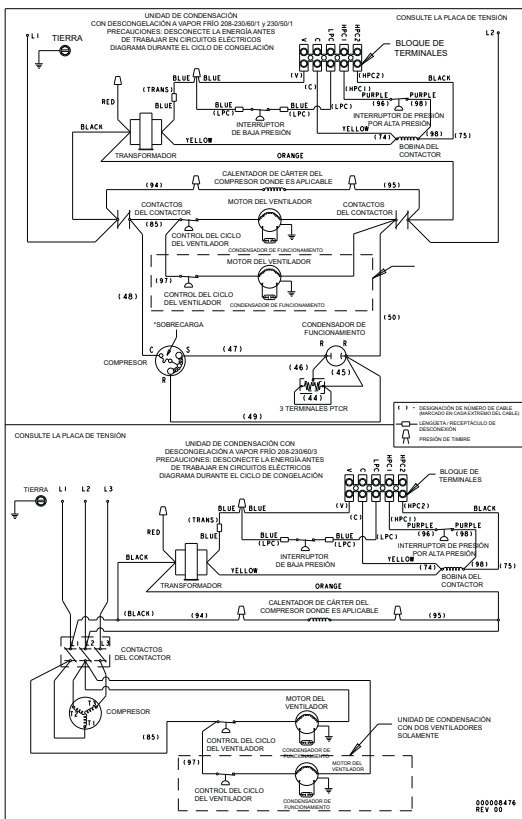 UNIDAD DE CONDENSACIÓN
CON DESCONGELACIÓN A VAPOR FRÍO 208-230/60/1 y 230/50/1
PRECAUCIONES: DESCONECTE LA ENERGÍA ANTES
DE TRABAJAR EN CIRCUITOS ELÉCTRICOS
DIAGRAMA DURANTE EL CICLO DE CONGELACIÓN
CONSULTE LA PLACA DE TENSIÓN
L1
TIERRA
L2
V
C
LPC
HPC1
HPC2
BLOQUE DE
TERMINALES
(V)
(C)
(HPC2)
(HPC1)
BLACK
RED
(TRANS)
BLUE
BLUE
BLUE
BLUE
(LPC)
BLUE
(LPC)
INTERRUPTOR
DE BAJA PRESIÓN
PURPLE
(96)
PURPLE
(98)
INTERRUPTOR DE PRESIÓN
POR ALTA PRESIÓN
BLACK
YELLOW
YELLOW
(74)
(98)
(75)
BOBINA DEL
CONTACTOR
TRANSFORMADOR
ORANGE
CALENTADOR DE CÁRTER DEL
COMPRESOR DONDE ES APLICABLE
(94)
(95)
CONTACTOS
DEL CONTACTOR
(85)
MOTOR DEL VENTILADOR
CONTACTOS
DEL CONTACTOR
CONTROL DEL CICLO
DEL VENTILADOR
CONDENSADOR DE FUNCIONAMIENTO
MOTOR DEL VENTILADOR
(97)
CONTROL DEL CICLO
DEL VENTILADOR
CONDENSADOR DE FUNCIONAMIENTO
(48)
(50)
*SOBRECARGA
CONDENSADOR DE
FUNCIONAMIENTO
C
S
R
COMPRESOR
(47)
R
R
(46)
(45)
(44)
3 TERMINALES PTCR
(49)
( ) - DESIGNACIÓN DE NÚMERO DE CABLE
(MARCADO EN CADA EXTREMO DEL CABLE)
- LENGÜETA / RECEPTÁCULO DE
DESCONEXIÓN
- PRESIÓN DE TIMBRE
CONSULTE LA PLACA DE TENSIÓN
UNIDAD DE CONDENSACIÓN CON
DESCONGELACIÓN A VAPOR FRÍO 208-230/60/3
PRECAUCIONES: DESCONECTE LA ENERGÍA ANTES
DE TRABAJAR EN CIRCUITOS ELÉCTRICOS
DIAGRAMA DURANTE EL CICLO DE CONGELACIÓN
TIERRA
L1
L2
L3
V
C
LPC
HPC1
HPC2
BLOQUE DE
TERMINALES
(V)
(C)
(HPC2)
(HPC1)
BLACK
RED
(TRANS)
BLUE
BLUE
BLUE
BLUE
(LPC)
BLUE
(LPC)
INTERRUPTOR
DE BAJA PRESIÓN
PURPLE
(96)
PURPLE
(98)
INTERRUPTOR DE PRESIÓN
POR ALTA PRESIÓN
BLACK
YELLOW
YELLOW
(74)
(98)
(75)
BOBINA DEL
CONTACTOR
TRANSFORMADOR
ORANGE
(BLACK)
(94)
CALENTADOR DE CÁRTER DEL
COMPRESOR DONDE ES APLICABLE
(95)
L1
L2
L3
CONTACTOS
DEL CONTACTOR
T3
T2
T1
COMPRESOR
(85)
MOTOR DEL
VENTILADOR
CONTROL DEL CICLO
DEL VENTILADOR
CONDENSADOR DE
FUNCIONAMIENTO
UNIDAD DE CONDENSACIÓN
CON DOS VENTILADORES
SOLAMENTE
(97)
MOTOR DEL
VENTILADOR
CONTROL DEL CICLO
DEL VENTILADOR
CONDENSADOR DE
FUNCIONAMIENTO
000008476
REV 00